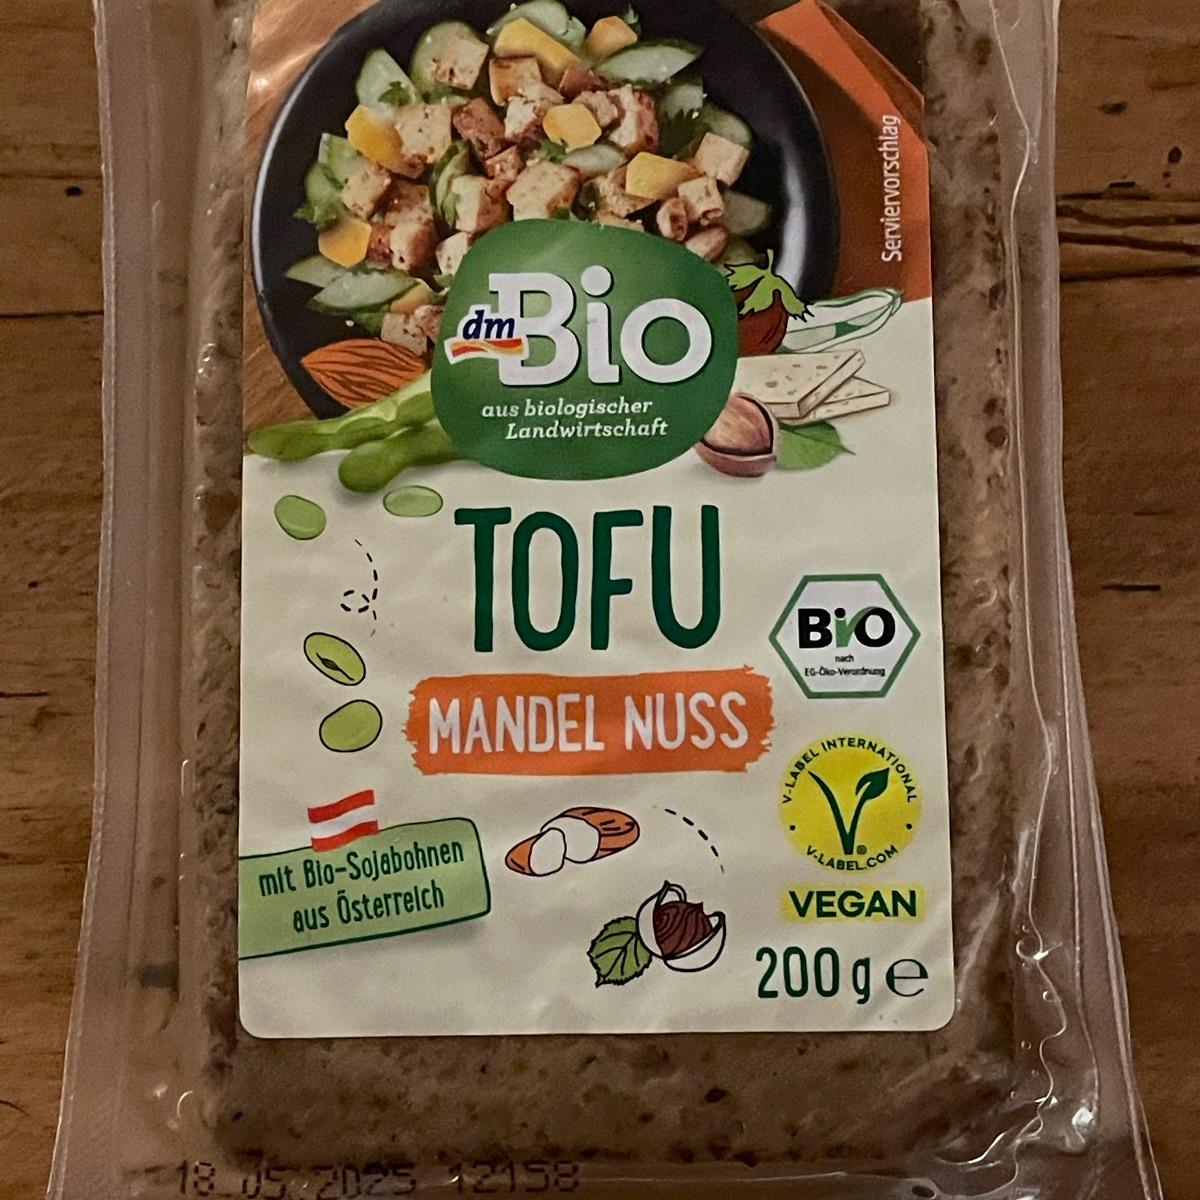 Serviervorschlag
dm
Bio
aus biologischer
Landwirtschaft
TOFU
BiO
nach
EG-Öko-Verordnung
MANDEL NUSS
V-LABEL INTERNATIONAL
V-LABEL.COM
mit Bio-Sojabohnen
aus Österreich
VEGAN
200 g ℮
18 05 2025 12158